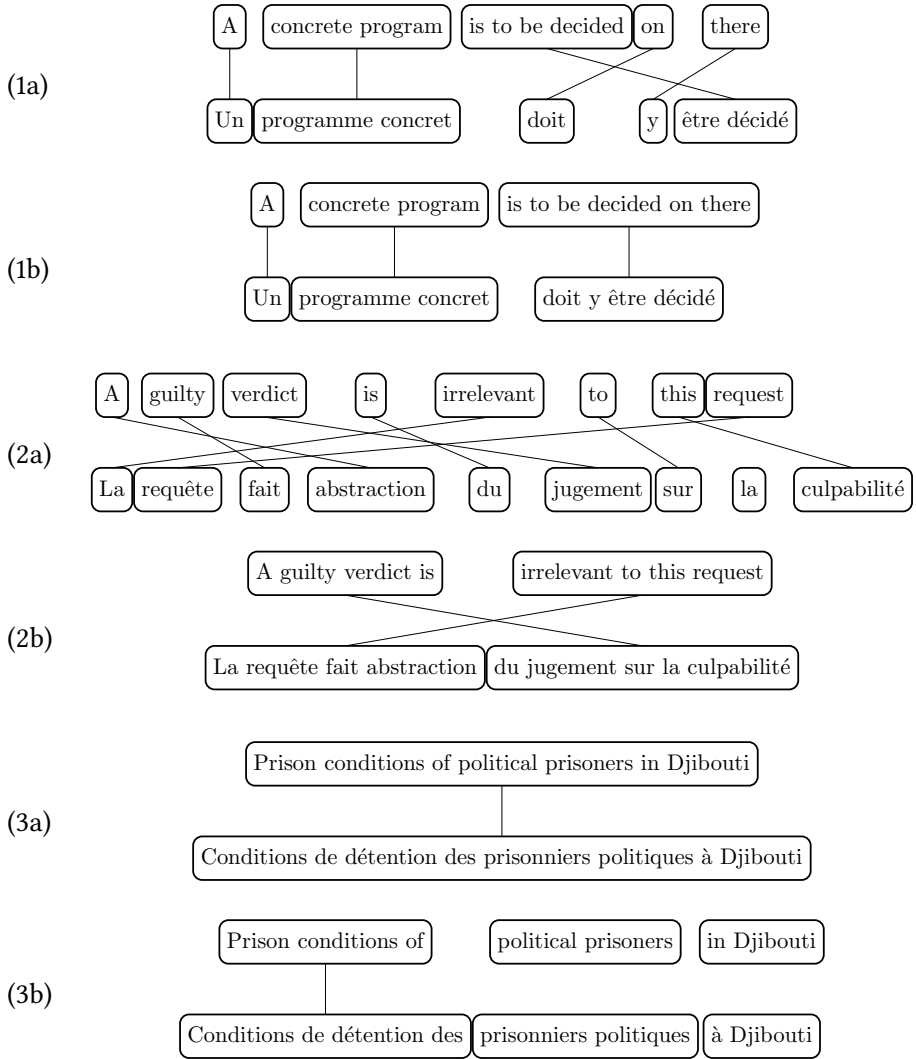 (1a)
A concrete program is to be decided on there
Un programme concret doit y être décidé
(1b)
A concrete program is to be decided on there
Un programme concret doit y être décidé
(2a)
A guilty verdict is irrelevant to this request
La requête fait abstraction du jugement sur la culpabilité
(2b)
A guilty verdict is irrelevant to this request
La requête fait abstraction du jugement sur la culpabilité
(3a)
Prison conditions of political prisoners in Djibouti
Conditions de détention des prisonniers politiques à Djibouti
(3b)
Prison conditions of political prisoners in Djibouti
Conditions de détention des prisonniers politiques à Djibouti